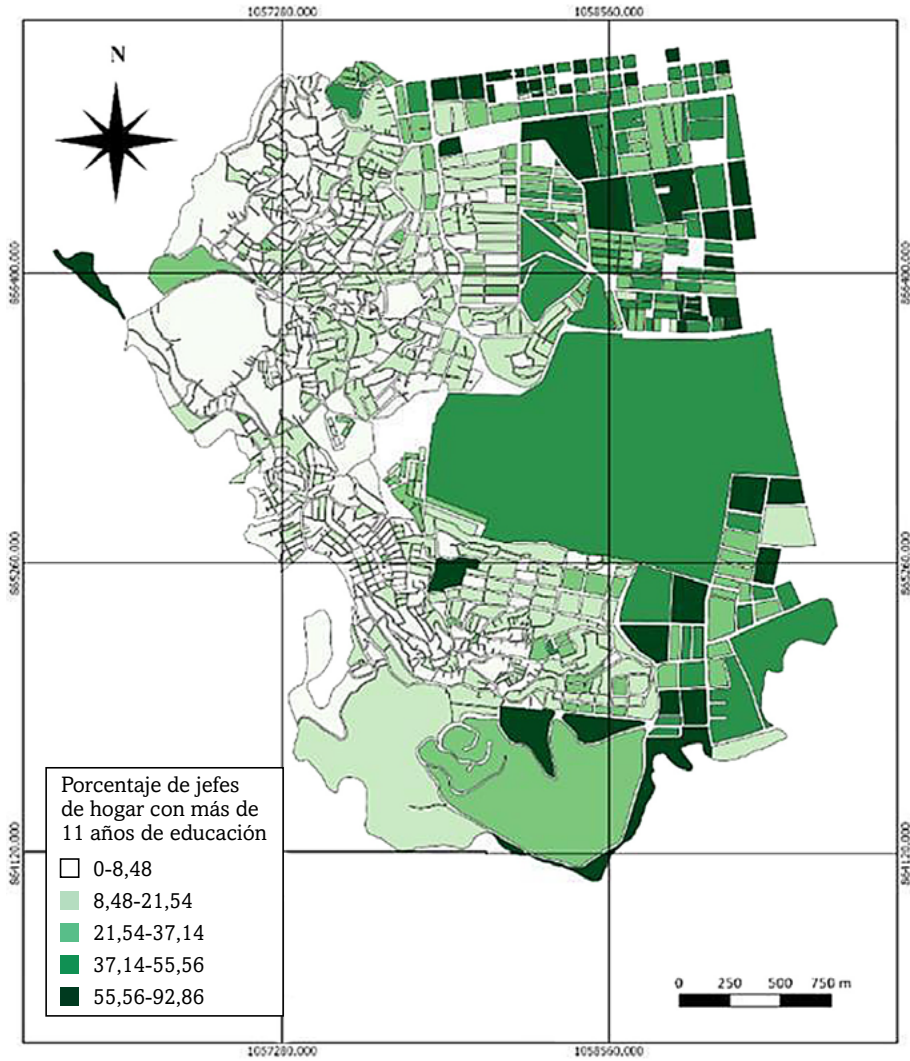 1057280.000 1058560.000
N
866400.000 866400.000
865260.000 865260.000
Porcentaje de jefes
de hogar con más de
11 años de educación
0-8,48
8,48-21,54
21,54-37,14
37,14-55,56
55,56-92,86
864120.000 864120.000
0 250 500 750 m
1057280.000 1058560.000